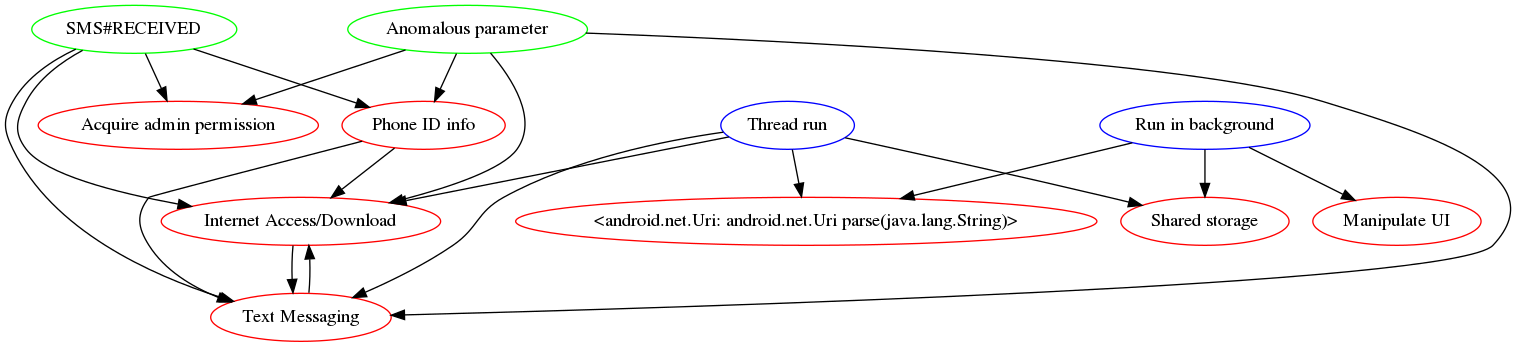 SMS#RECEIVED
Anomalous parameter
Acquire admin permission
Phone ID info
Thread run
Run in background
Internet Access/Download
<android.net.Uri: android.net.Uri parse(java.lang.String)>
Shared storage
Manipulate UI
Text Messaging